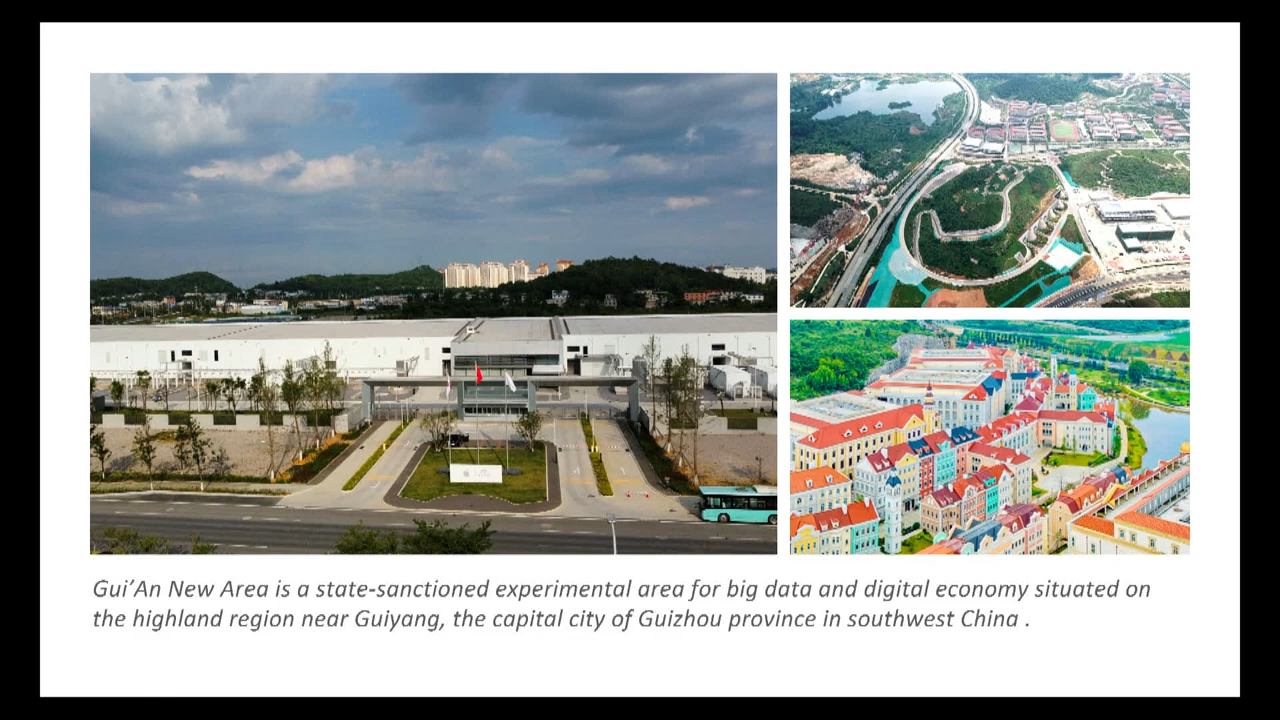 Gui’An New Area is a state-sanctioned experimental area for big data and digital economy situated on
the highland region near Guiyang, the capital city of Guizhou province in southwest China .